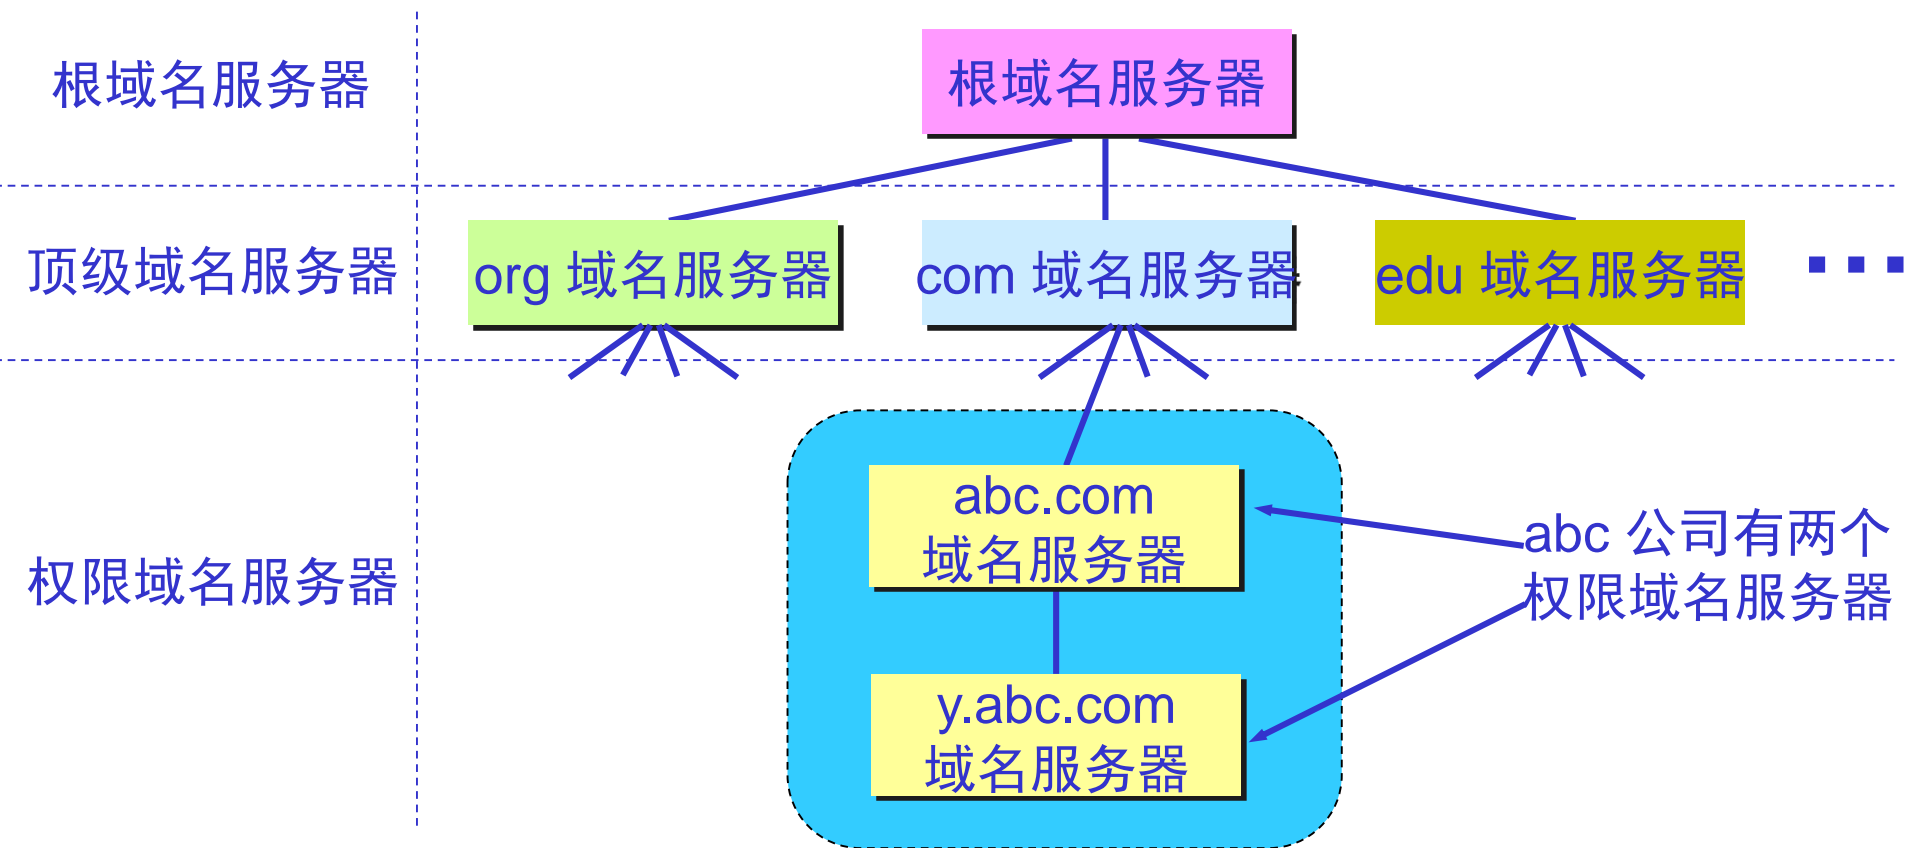 根域名服务器
根域名服务器
顶级域名服务器
org 域名服务器
com 域名服务器
edu 域名服务器
…
权限域名服务器
abc.com
域名服务器
y.abc.com
域名服务器
abc 公司有两个
权限域名服务器